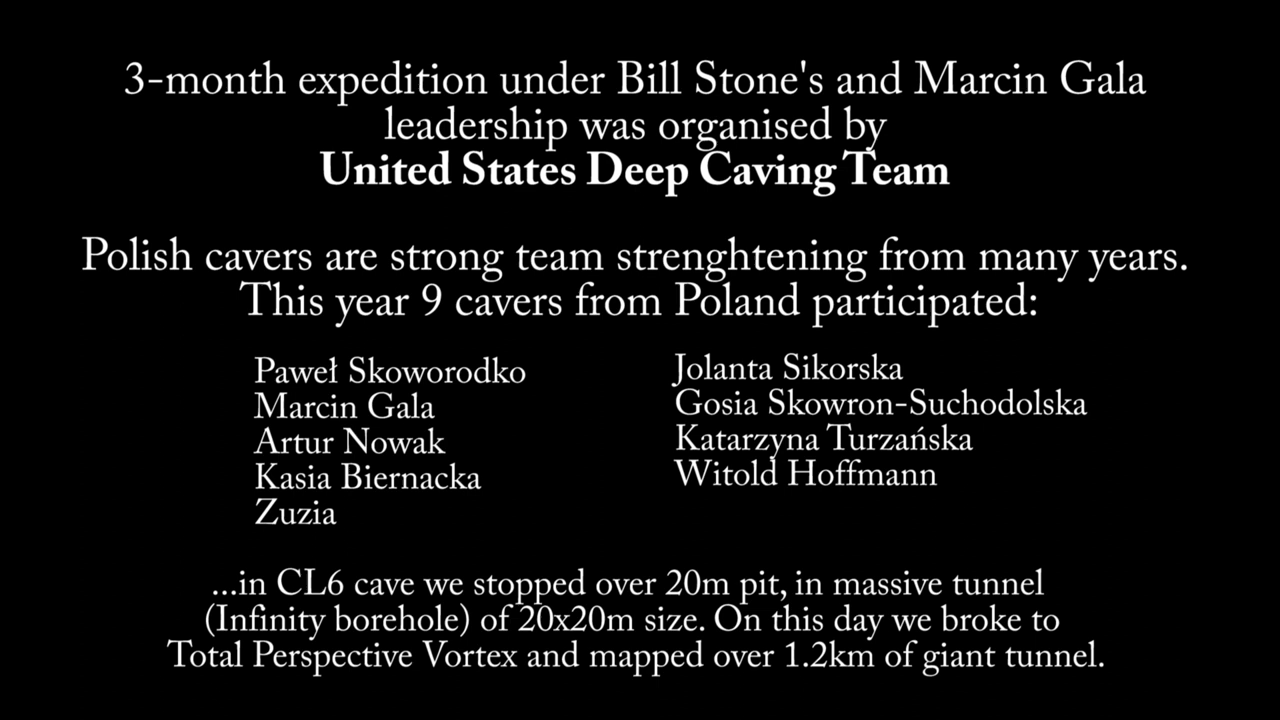 3-month expedition under Bill Stone's and Marcin Gala
leadership was organised by
United States Deep Caving Team
Polish cavers are strong team strenghtening from many years.
This year 9 cavers from Poland participated:
Paweł Skoworodko
Marcin Gala
Artur Nowak
Kasia Biernacka
Zuzia
Jolanta Sikorska
Gosia Skowron-Suchodolska
Katarzyna Turzańska
Witold Hoffmann
...in CL6 cave we stopped over 20m pit, in massive tunnel
(Infinity borehole) of 20x20m size. On this day we broke to
Total Perspective Vortex and mapped over 1.2km of giant tunnel.